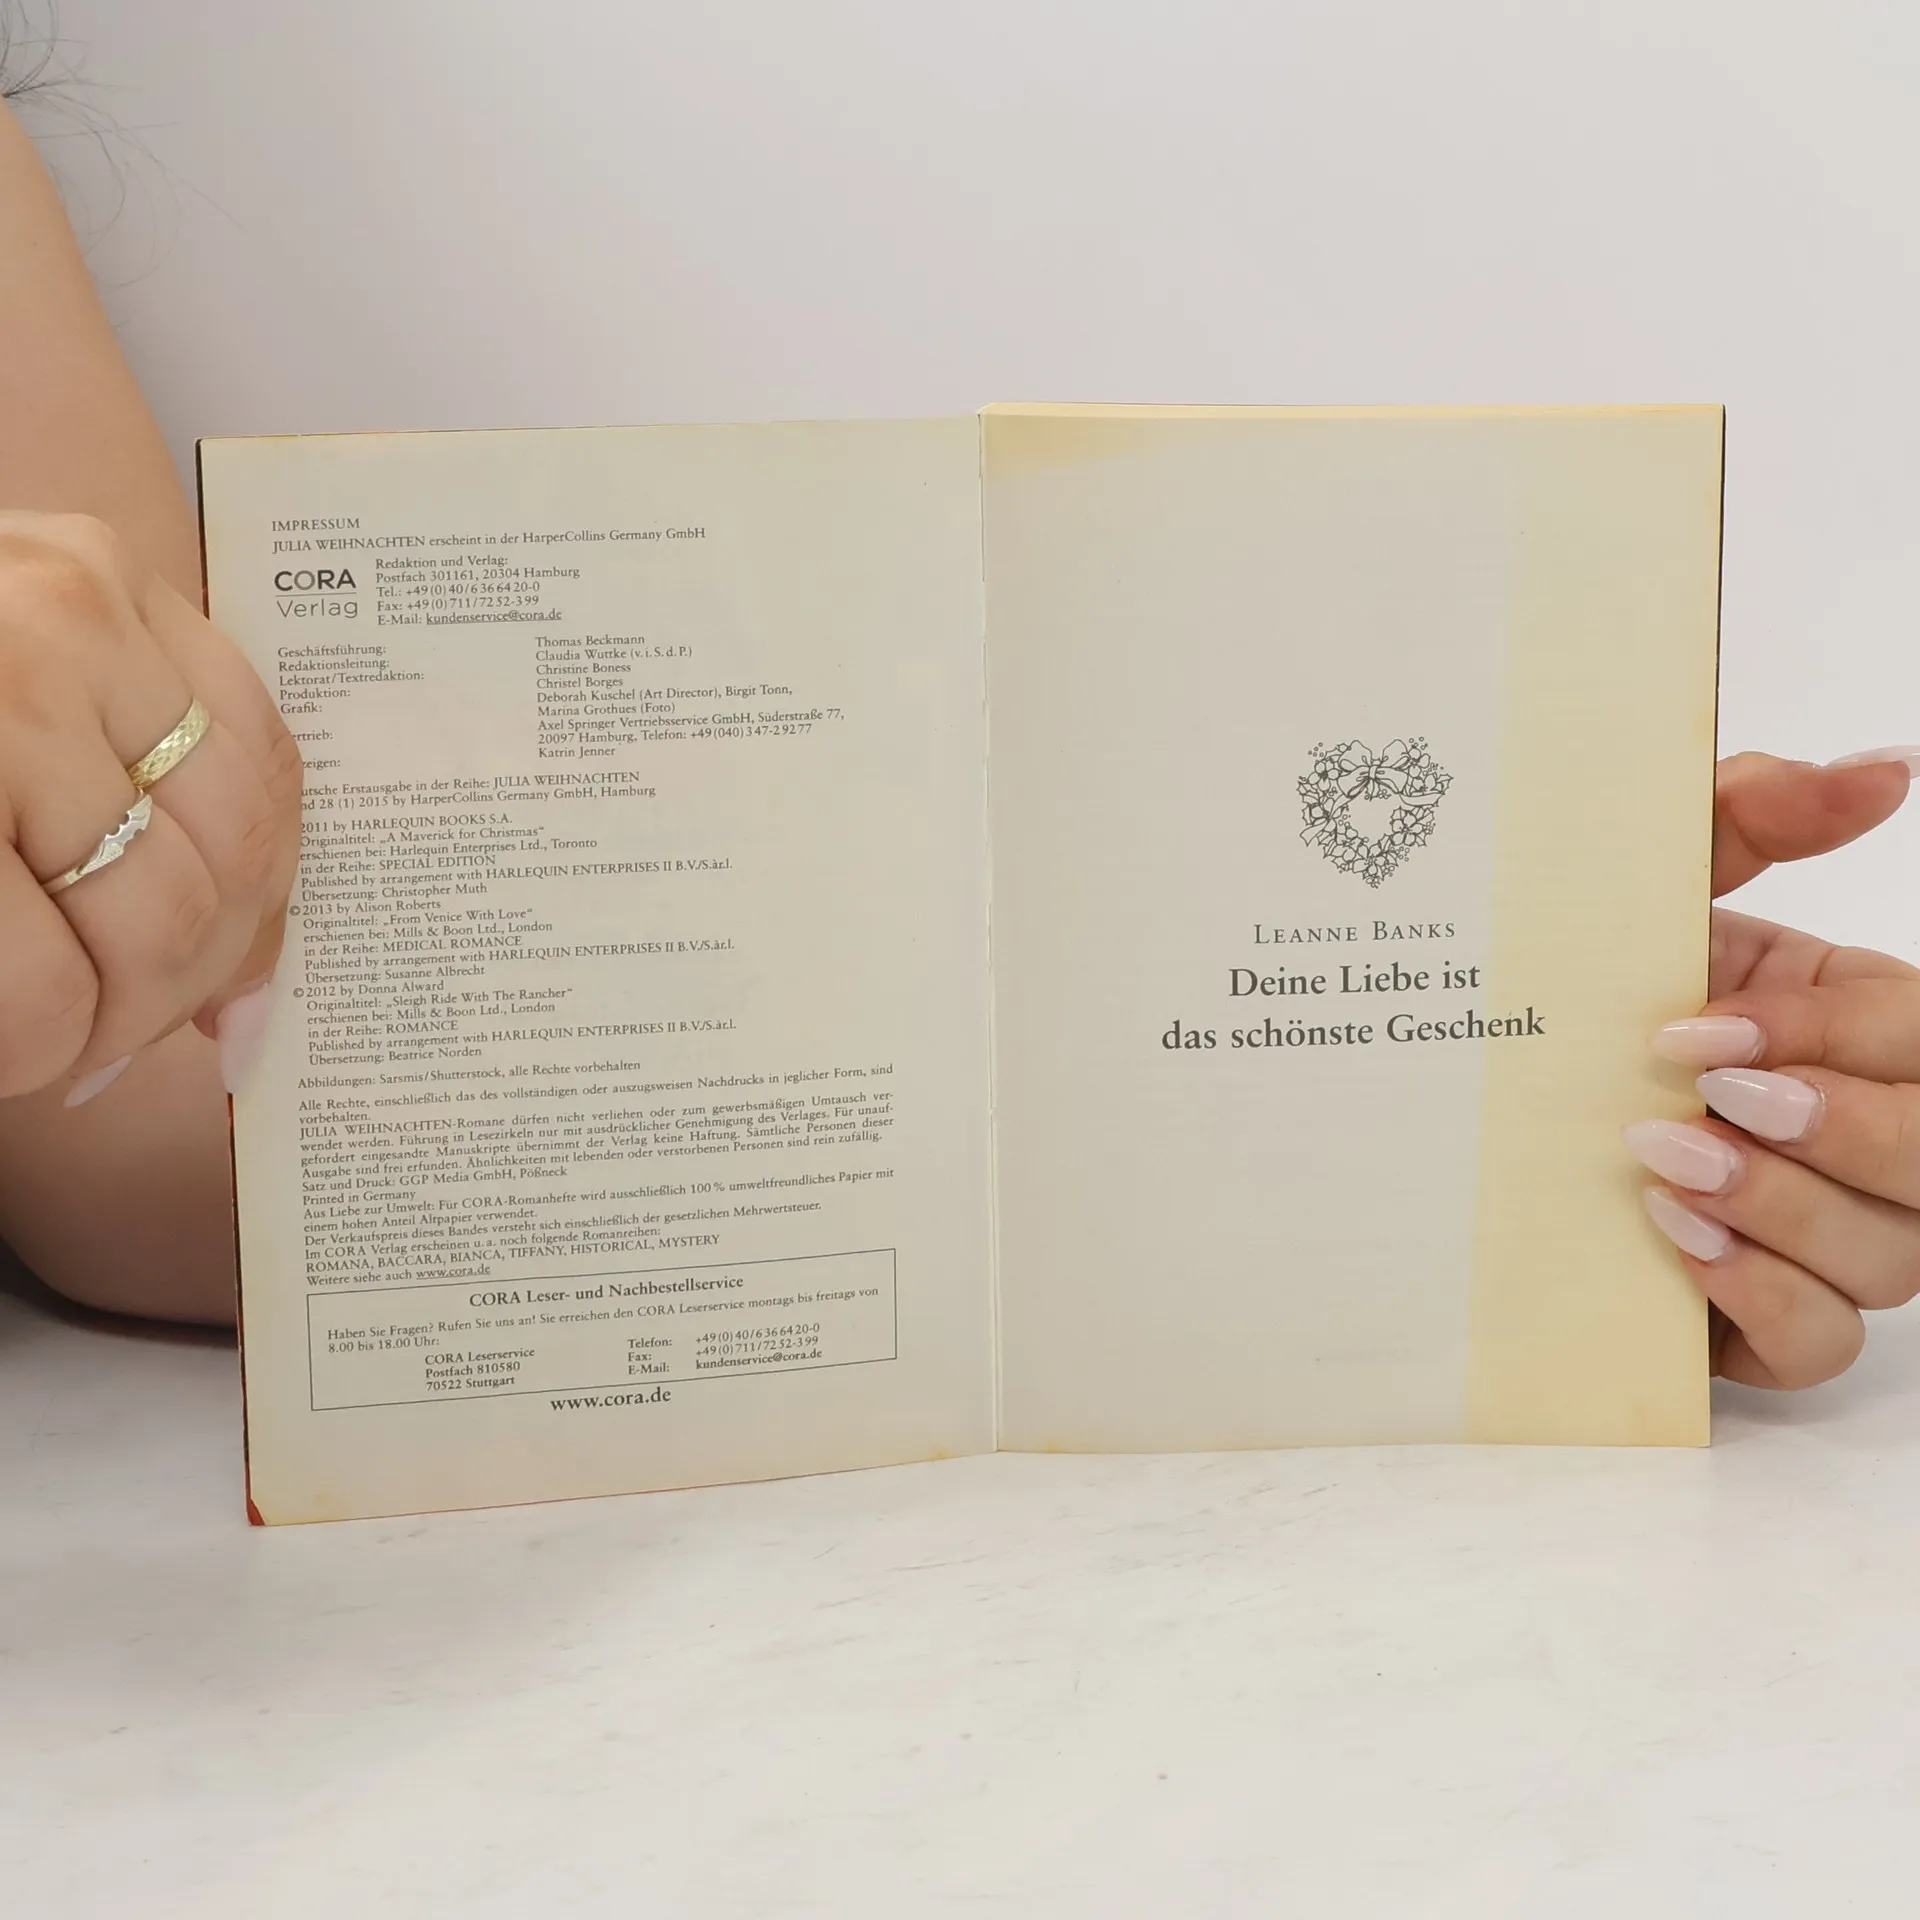 IMPRESSUM
JULIA WEIHNACHTEN erscheint in der HarperCollins Germany GmbH
CORA
Verlag
Redaktion und Verlag:
Postfach 301161, 20304 Hamburg
Tel.: +49(0)40/6366420-0
Fax: +49(0)711/7252-399
E-Mail: kundenservice@cora.de
Geschäftsführung:
Redaktionsleitung:
Lektorat/Textredaktion:
Produktion:
Grafik:
ertrieb:
zeigen:
Thomas Beckmann
Claudia Wuttke (v.i.S.d.P.)
Christine Boness
Christel Borges
Deborah Kuschel (Art Director), Birgit Tonn,
Marina Grothues (Foto)
Axel Springer Vertriebsservice GmbH, Süderstraße 77,
20097 Hamburg, Telefon: +49(040)347-29277
Katrin Jenner
utsche Erstausgabe in der Reihe: JULIA WEIHNACHTEN
nd 28 (1) 2015 by HarperCollins Germany GmbH, Hamburg
2011 by HARLEQUIN BOOKS S.A.
Originaltitel: „A Maverick for Christmas“
erschienen bei: Harlequin Enterprises Ltd., Toronto
in der Reihe: SPECIAL EDITION
Published by arrangement with HARLEQUIN ENTERPRISES II B.V./S.àr.l.
Übersetzung: Christopher Muth
© 2013 by Alison Roberts
Originaltitel: „From Venice With Love“
erschienen bei: Mills & Boon Ltd., London
in der Reihe: MEDICAL ROMANCE
Published by arrangement with HARLEQUIN ENTERPRISES II B.V./S.àr.l.
Übersetzung: Susanne Albrecht
© 2012 by Donna Alward
Originaltitel: „Sleigh Ride With The Rancher“
erschienen bei: Mills & Boon Ltd., London
in der Reihe: ROMANCE
Published by arrangement with HARLEQUIN ENTERPRISES II B.V./S.àr.l.
Übersetzung: Beatrice Norden
Abbildungen: Sarsmis/Shutterstock, alle Rechte vorbehalten
Alle Rechte, einschließlich das des vollständigen oder auszugsweisen Nachdrucks in jeglicher Form, sind
vorbehalten.
JULIA WEIHNACHTEN-Romane dürfen nicht verliehen oder zum gewerbsmäßigen Umtausch ver-
wendet werden. Führung in Lesezirkeln nur mit ausdrücklicher Genehmigung des Verlages. Für unauf-
gefordert eingesandte Manuskripte übernimmt der Verlag keine Haftung. Sämtliche Personen dieser
Ausgabe sind frei erfunden. Ähnlichkeiten mit lebenden oder verstorbenen Personen sind rein zufällig.
Satz und Druck: GGP Media GmbH, Pößneck
Printed in Germany
Aus Liebe zur Umwelt: Für CORA-Romanhefte wird ausschließlich 100% umweltfreundliches Papier mit
einem hohen Anteil Altpapier verwendet.
Der Verkaufspreis dieses Bandes versteht sich einschließlich der gesetzlichen Mehrwertsteuer.
Im CORA Verlag erscheinen u.a. noch folgende Romanreihen:
ROMANA, BACCARA, BIANCA, TIFFANY, HISTORICAL, MYSTERY
Weitere siehe auch www.cora.de
CORA Leser- und Nachbestellservice
Haben Sie Fragen? Rufen Sie uns an! Sie erreichen den CORA Leserservice montags bis freitags von
8.00 bis 18.00 Uhr:
CORA Leserservice
Postfach 810580
70522 Stuttgart
Telefon: +49(0)40/6366420-0
Fax: +49(0)711/7252-399
E-Mail: kundenservice@cora.de
www.cora.de
LEANNE BANKS
Deine Liebe ist
das schönste Geschenk